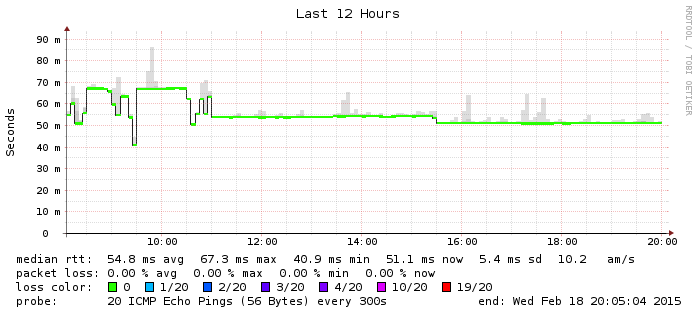 Last 12 Hours
RRDTOOL / TOBI OETIKER
Seconds
90 m
80 m
70 m
60 m
50 m
40 m
30 m
20 m
10 m
0
10:00 12:00 14:00 16:00 18:00 20:00
median rtt: 54.8 ms avg 67.3 ms max 40.9 ms min 51.1 ms now 5.4 ms sd 10.2 am/s
packet loss: 0.00 % avg 0.00 % max 0.00 % min 0.00 % now
loss color: 0 1/20 2/20 3/20 4/20 10/20 19/20
probe: 20 ICMP Echo Pings (56 Bytes) every 300s end: Wed Feb 18 20:05:04 2015